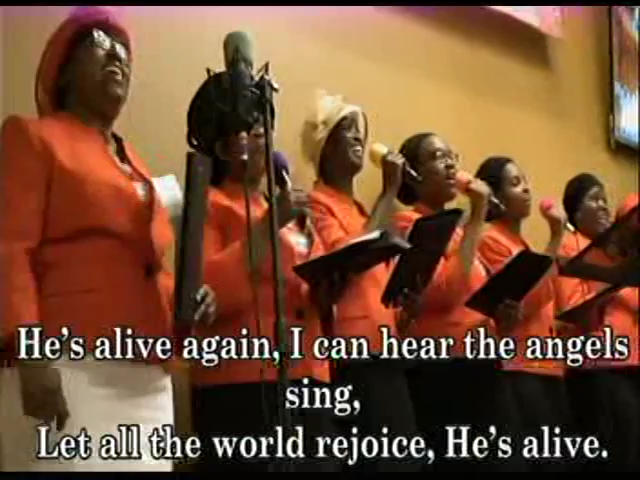 He's alive again, I can hear the angels
sing,
Let all the world rejoice, He's alive.